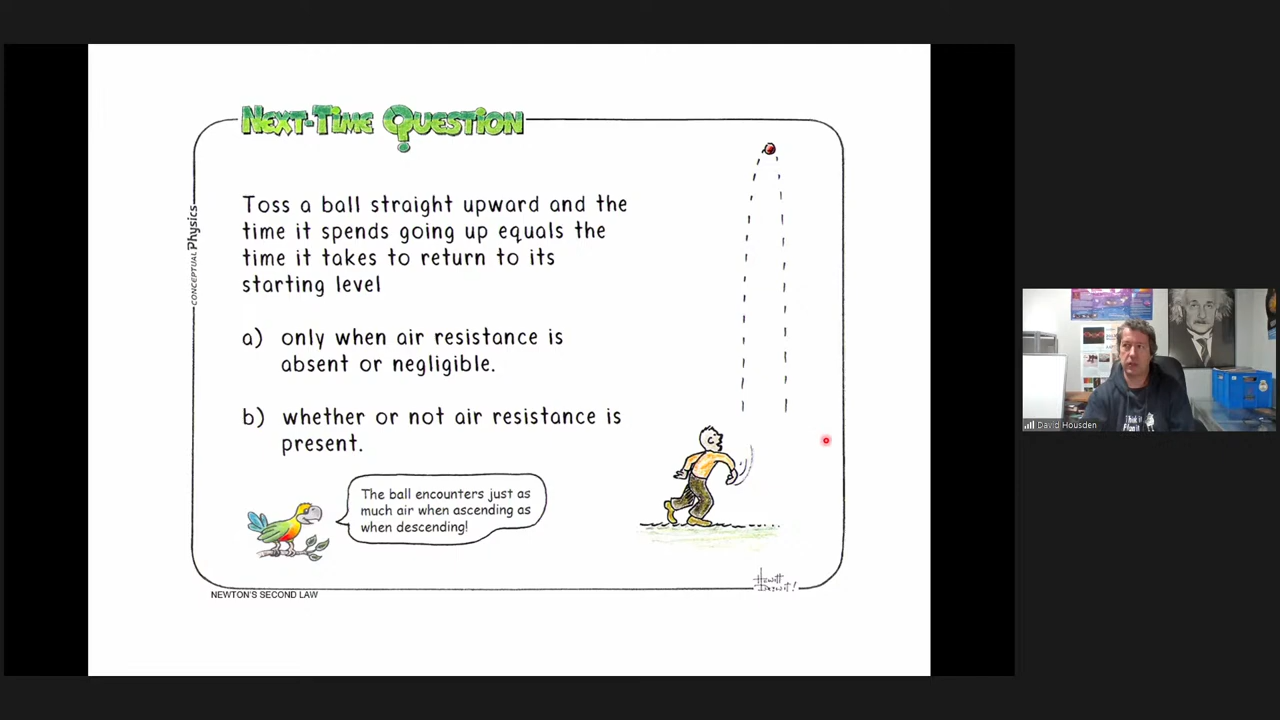 NEXT-TIME QUESTION
CONCEPTUAL Physics
Toss a ball straight upward and the
time it spends going up equals the
time it takes to return to its
starting level
a) only when air resistance is
absent or negligible.
b) whether or not air resistance is
present.
The ball encounters just as
much air when ascending as
when descending!
Hewitt
Drewit!
NEWTON'S SECOND LAW
David Housden